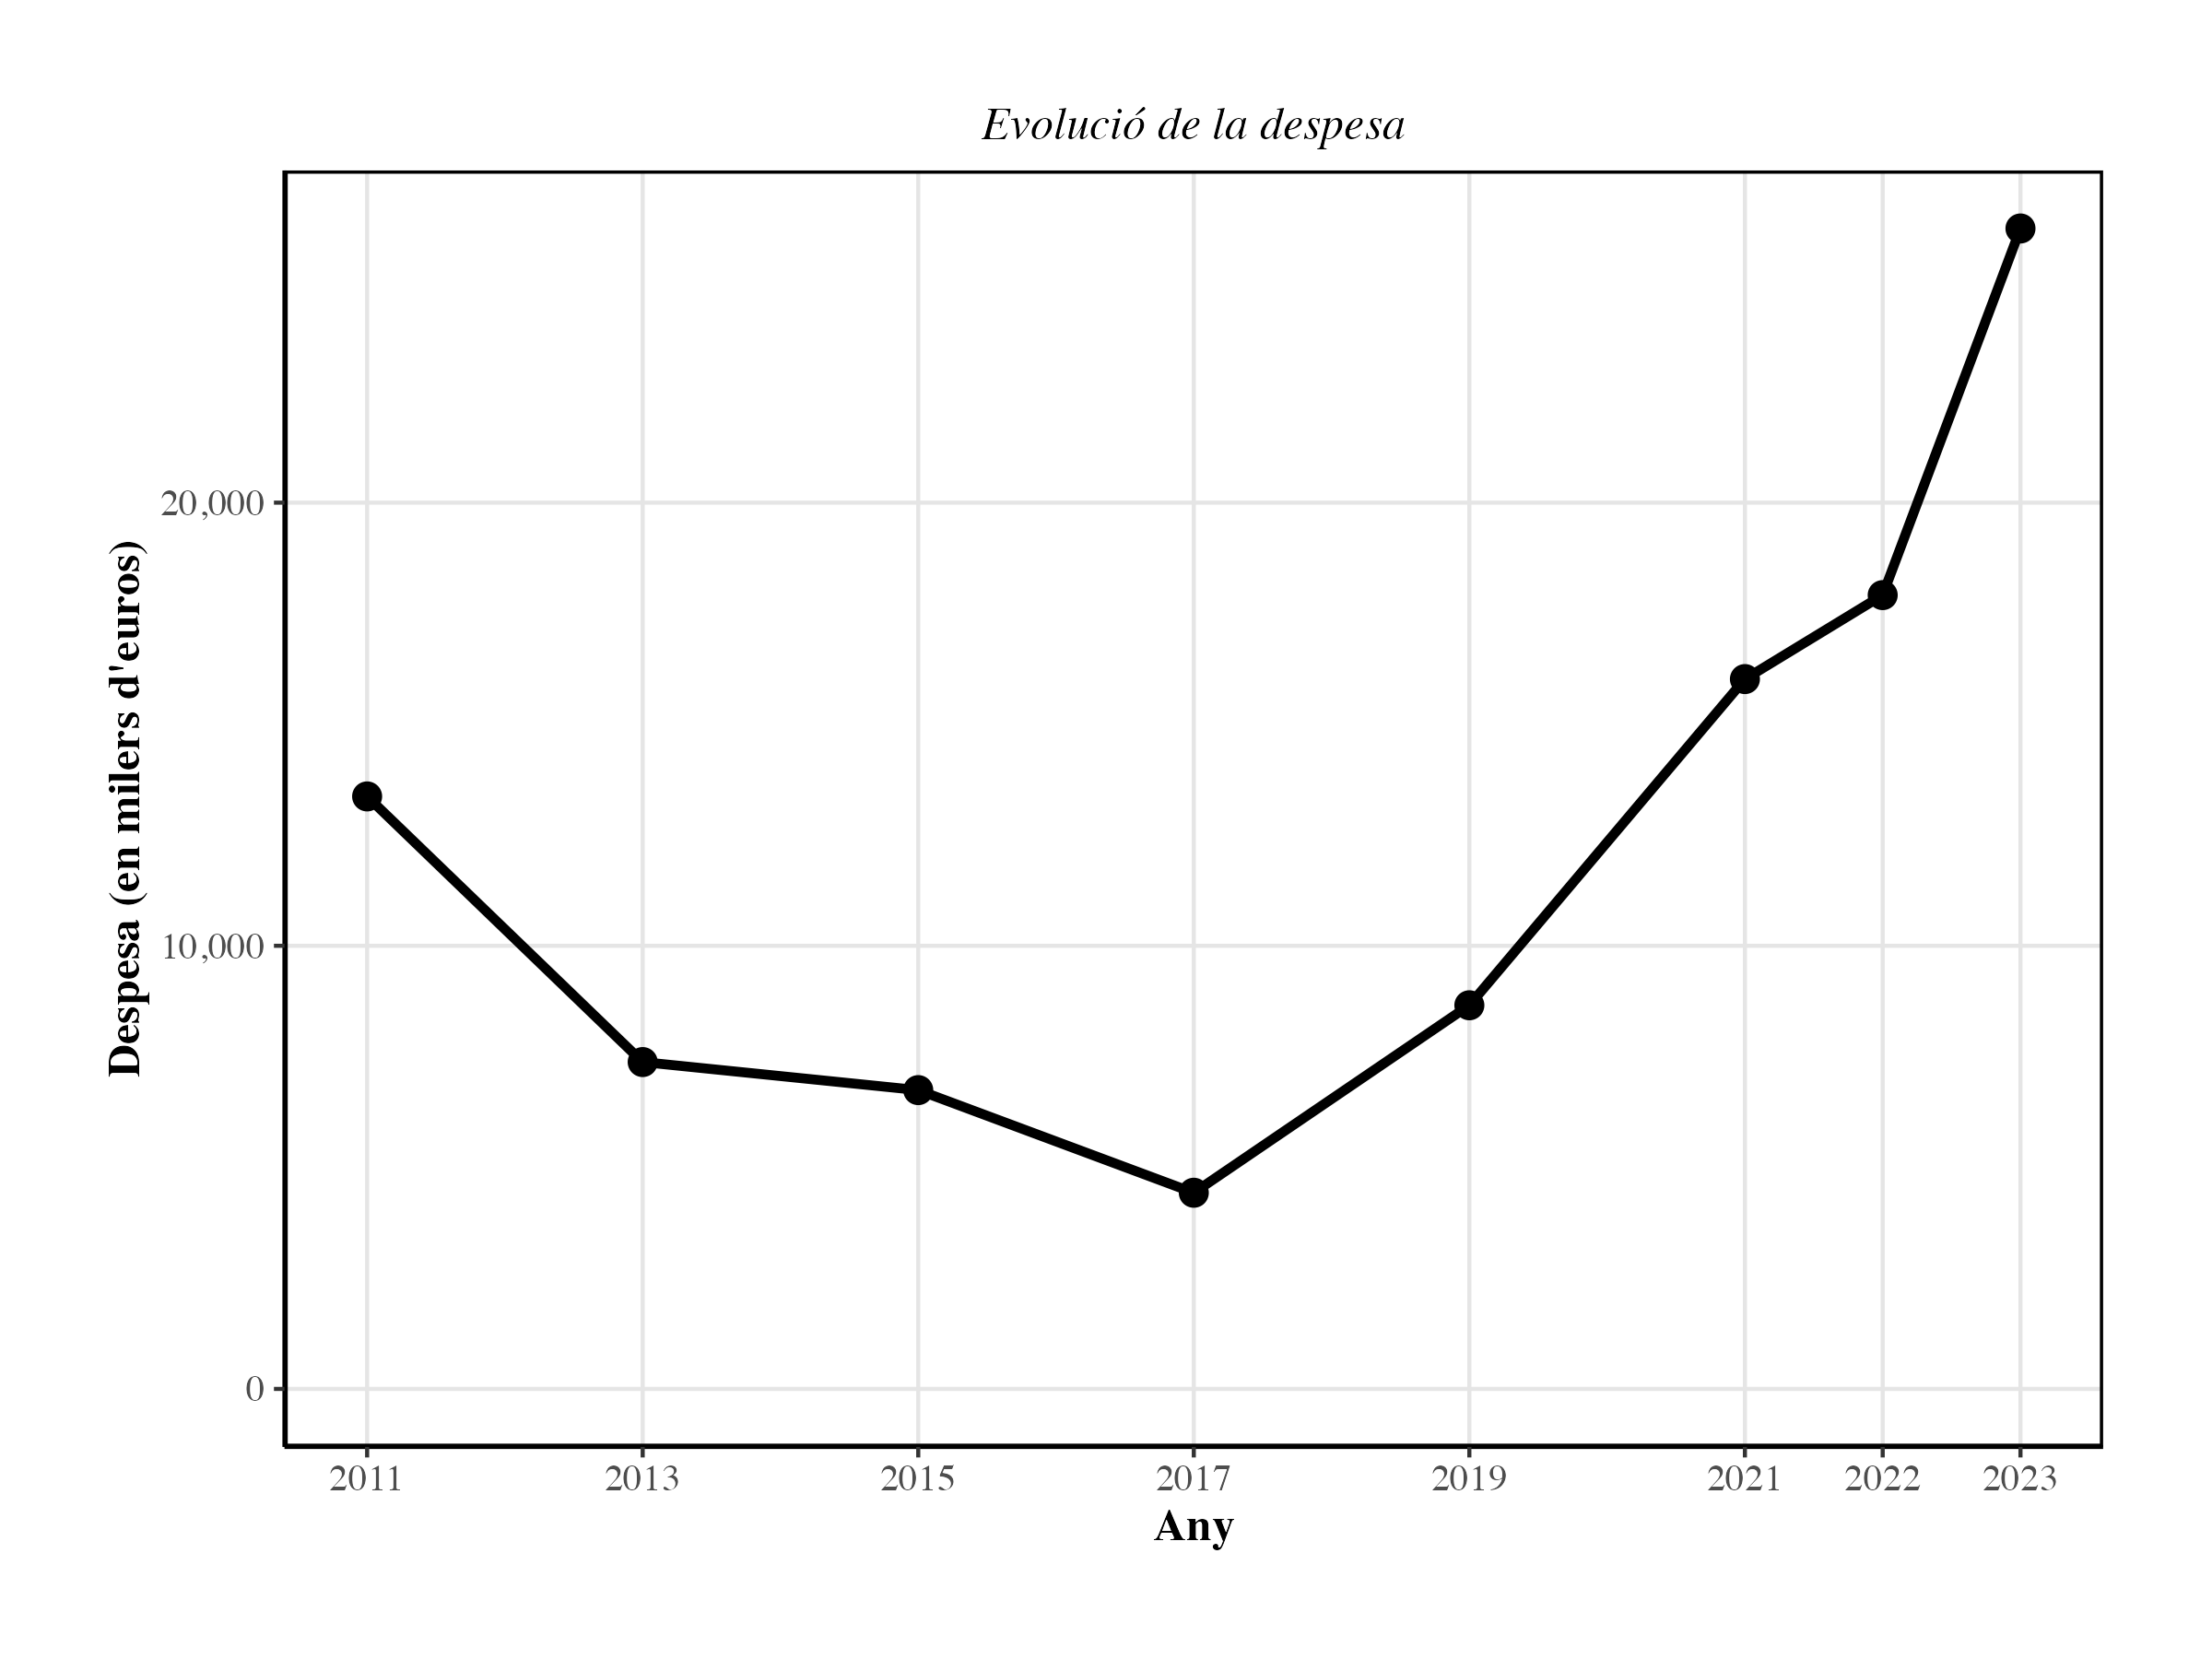 Evolució de la despesa
Despesa (en milers d'euros)
20,000
10,000
0
2011 2013 2015 2017 2019 2021 2022 2023
Any